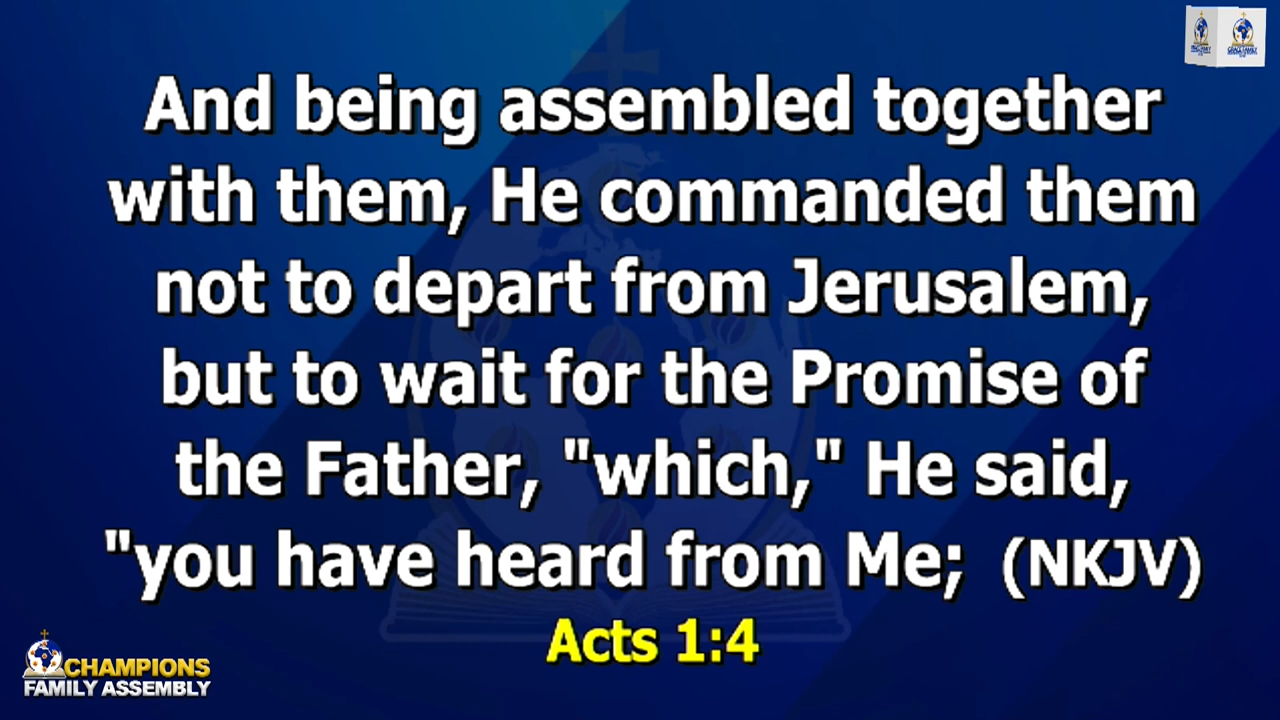 And being assembled together
with them, He commanded them
not to depart from Jerusalem,
but to wait for the Promise of
the Father, "which," He said,
"you have heard from Me; (NKJV)
Acts 1:4
CHAMPIONS
FAMILY ASSEMBLY